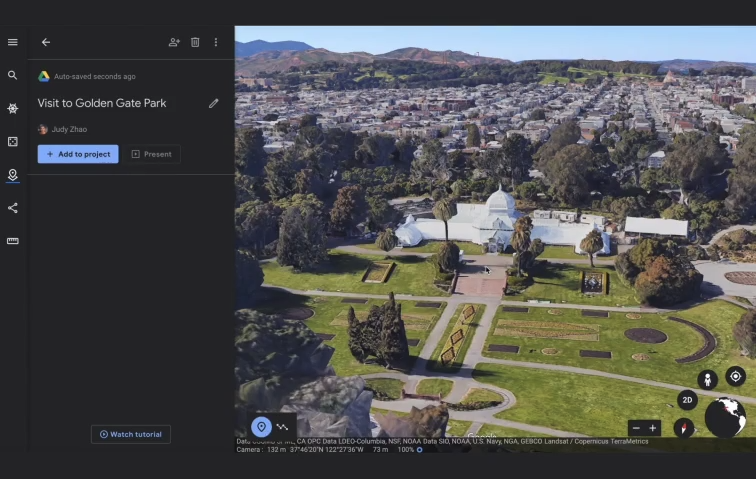 Auto-saved seconds ago
Visit to Golden Gate Park
Judy Zhao
+ Add to project
Present
Watch tutorial
2D
Google
CA OPC Data LDEO-Columbia, NSF, NOAA Data SIO, NOAA, U.S. Navy, NGA, GEBCO Landsat / Copernicus TerraMetrics
Camera : 132 m 37°46'20"N 122°27'36"W 73 m 100%